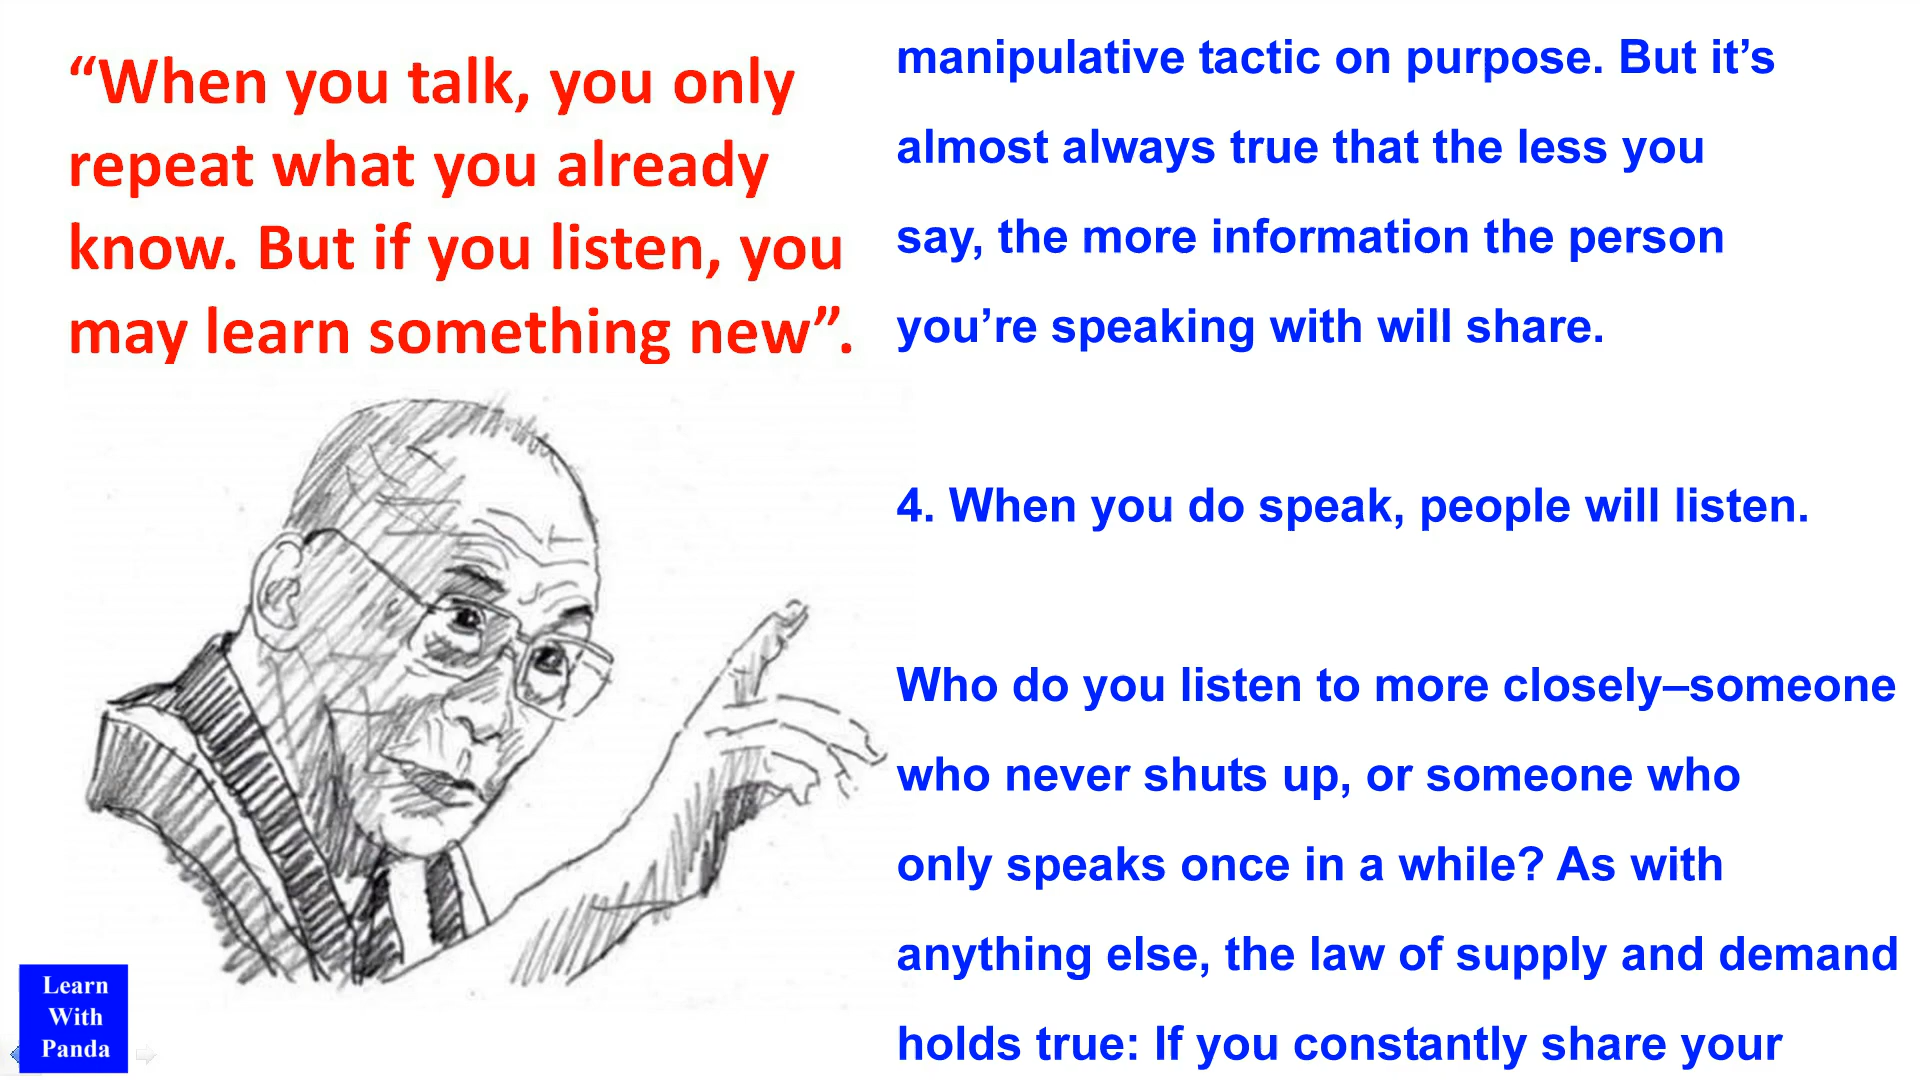 “When you talk, you only
repeat what you already
know. But if you listen, you
may learn something new”.
manipulative tactic on purpose. But it’s
almost always true that the less you
say, the more information the person
you’re speaking with will share.
4. When you do speak, people will listen.
Who do you listen to more closely–someone
who never shuts up, or someone who
only speaks once in a while? As with
anything else, the law of supply and demand
holds true: If you constantly share your
Learn
With
Panda